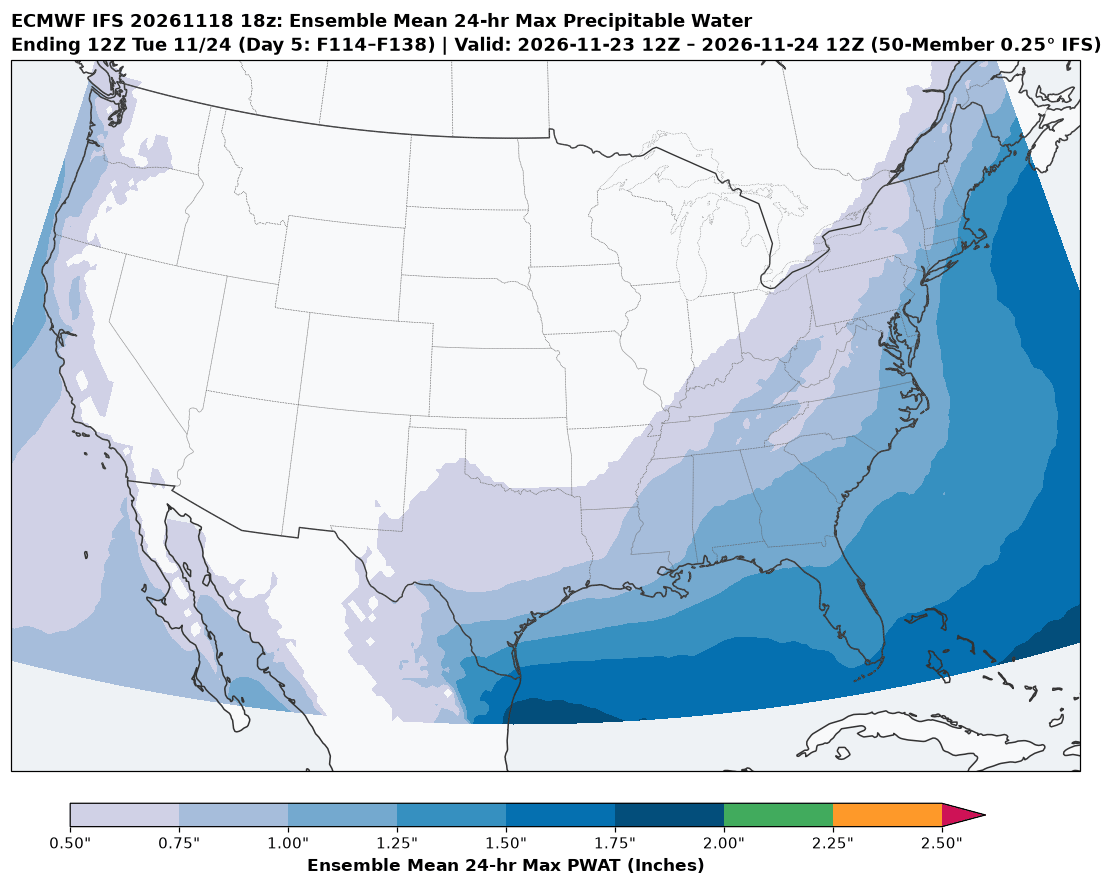 ECMWF IFS 20261118 18z: Ensemble Mean 24-hr Max Precipitable Water
Ending 12Z Tue 11/24 (Day 5: F114–F138) | Valid: 2026-11-23 12Z – 2026-11-24 12Z (50-Member 0.25° IFS)
0.50" 0.75" 1.00" 1.25" 1.50" 1.75" 2.00" 2.25" 2.50"
Ensemble Mean 24-hr Max PWAT (Inches)